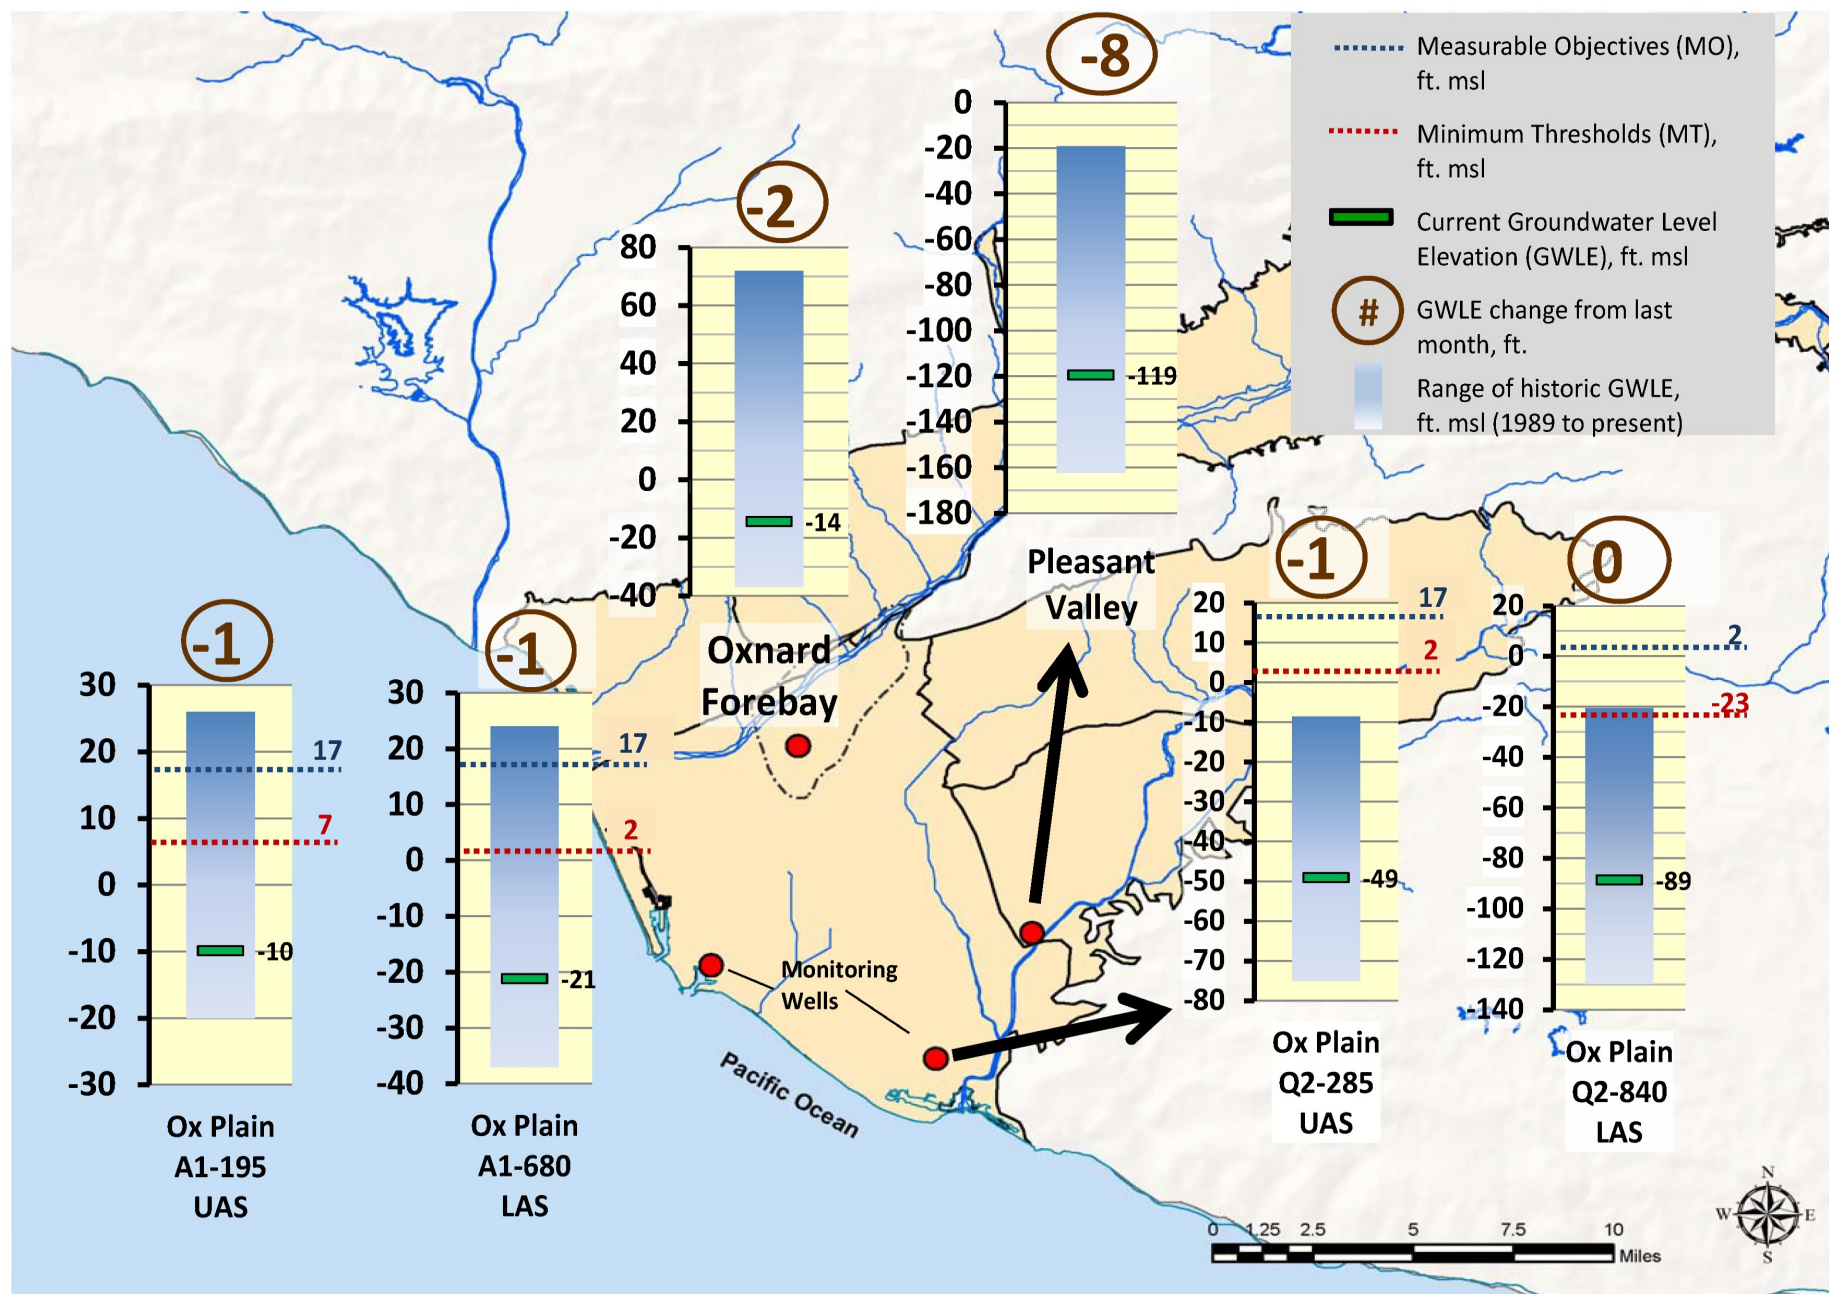 -8
Measurable Objectives (MO),
ft. msl
Minimum Thresholds (MT),
ft. msl
Current Groundwater Level
Elevation (GWLE), ft. msl
#
GWLE change from last
month, ft.
Range of historic GWLE,
ft. msl (1989 to present)
0
-20
-40
-60
-80
-100
-120
-140
-160
-180
-119
Pleasant
Valley
-2
80
60
40
20
0
-20
-40
-14
Oxnard
Forebay
-1
30
20
10
0
-10
-20
-30
17
7
-10
Ox Plain
A1-195
UAS
-1
30
20
10
0
-10
-20
-30
-40
17
2
-21
Ox Plain
A1-680
LAS
-1
20
10
0
-10
-20
-30
-40
-50
-60
-70
-80
17
2
-49
Ox Plain
Q2-285
UAS
0
20
0
-20
-40
-60
-80
-100
-120
-140
2
-23
-89
Ox Plain
Q2-840
LAS
Monitoring
Wells
Pacific Ocean
N
W E
S
0 1.25 2.5 5 7.5 10
Miles